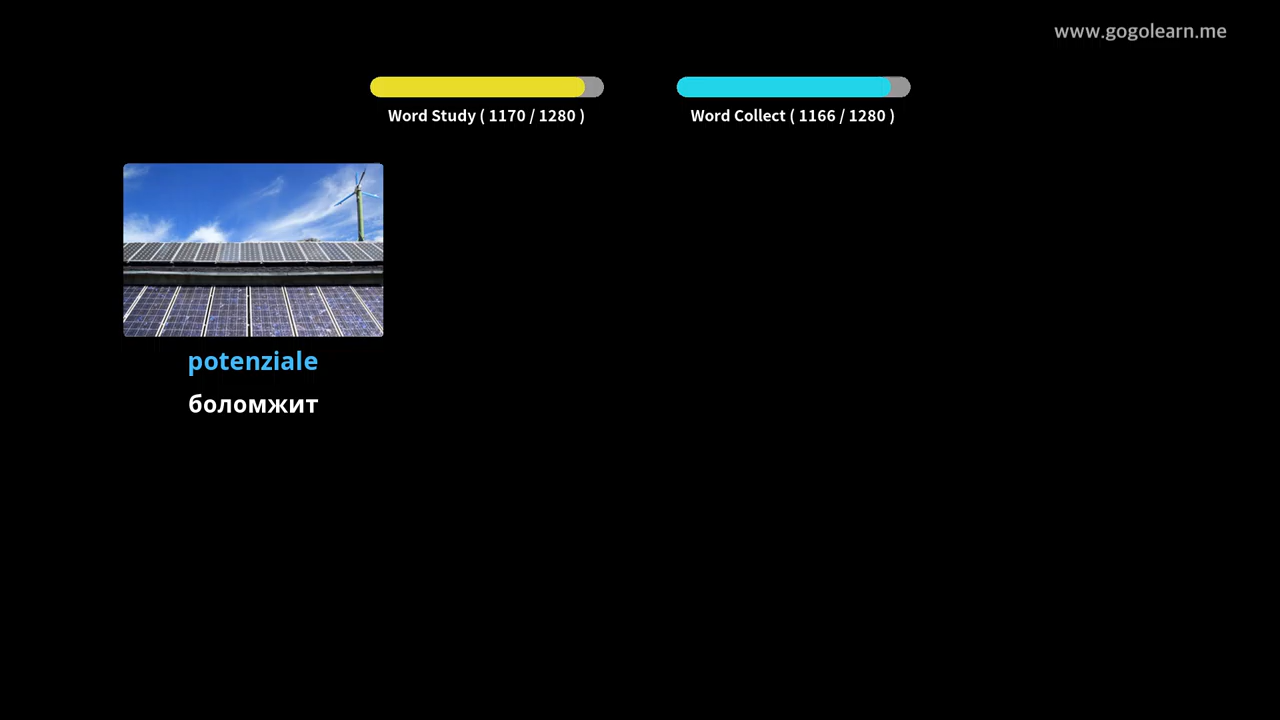 www.gogolearn.me
Word Study ( 1170 / 1280 )
Word Collect ( 1166 / 1280 )
potenziale
боломжит